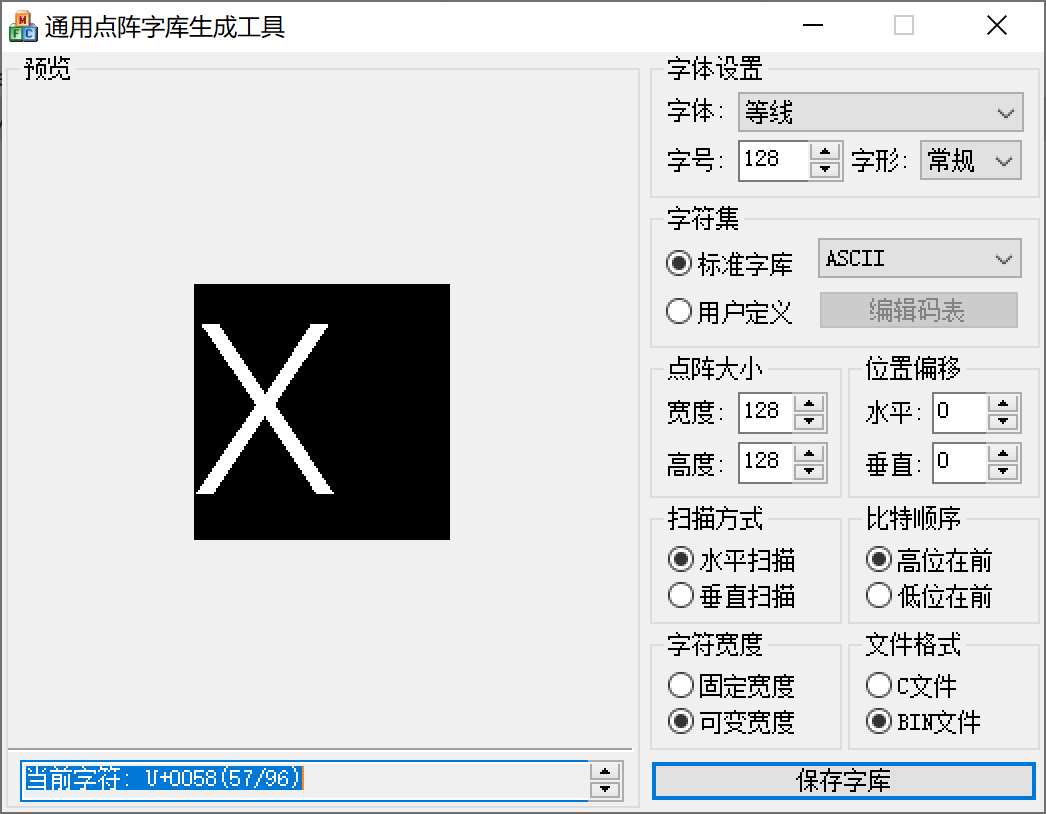 通用点阵字库生成工具
预览
X
当前字符: U+0058(57/96)
字体设置
字体: 等线
字号: 128 字形: 常规
字符集
标准字库 ASCII
用户定义 编辑码表
点阵大小 位置偏移
宽度: 128 水平: 0
高度: 128 垂直: 0
扫描方式 比特顺序
水平扫描 高位在前
垂直扫描 低位在前
字符宽度 文件格式
固定宽度 C文件
可变宽度 BIN文件
保存字库